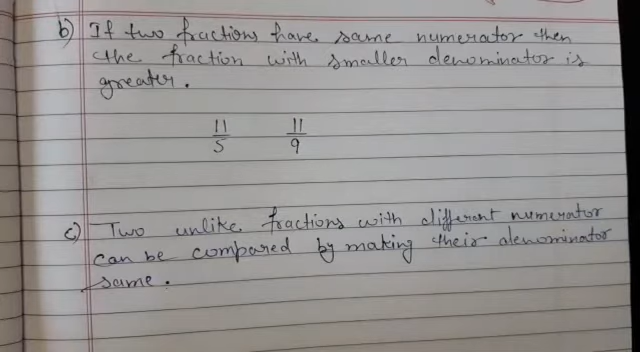 b) If two fractions have same numerator then
the fraction with smaller denominator is
greater.
11/5 11/9
c) Two unlike fractions with different numerator
can be compared by making their denominator
same.